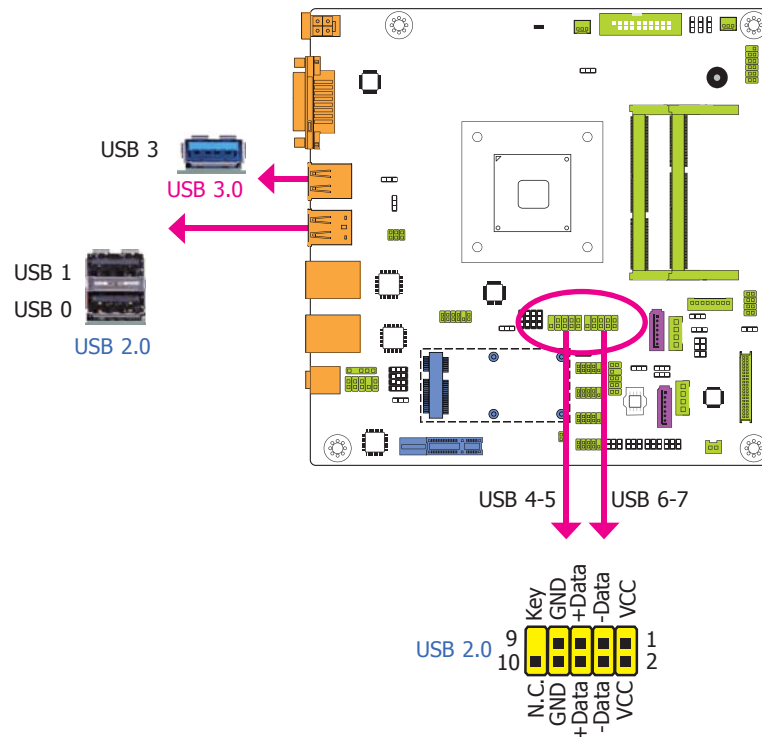 USB 3
USB 3.0
USB 1
USB 0
USB 2.0
USB 4-5
USB 6-7
Key
GND
+Data
-Data
VCC
USB 2.0
9
1
10
2
N.C.
GND
+Data
-Data
VCC